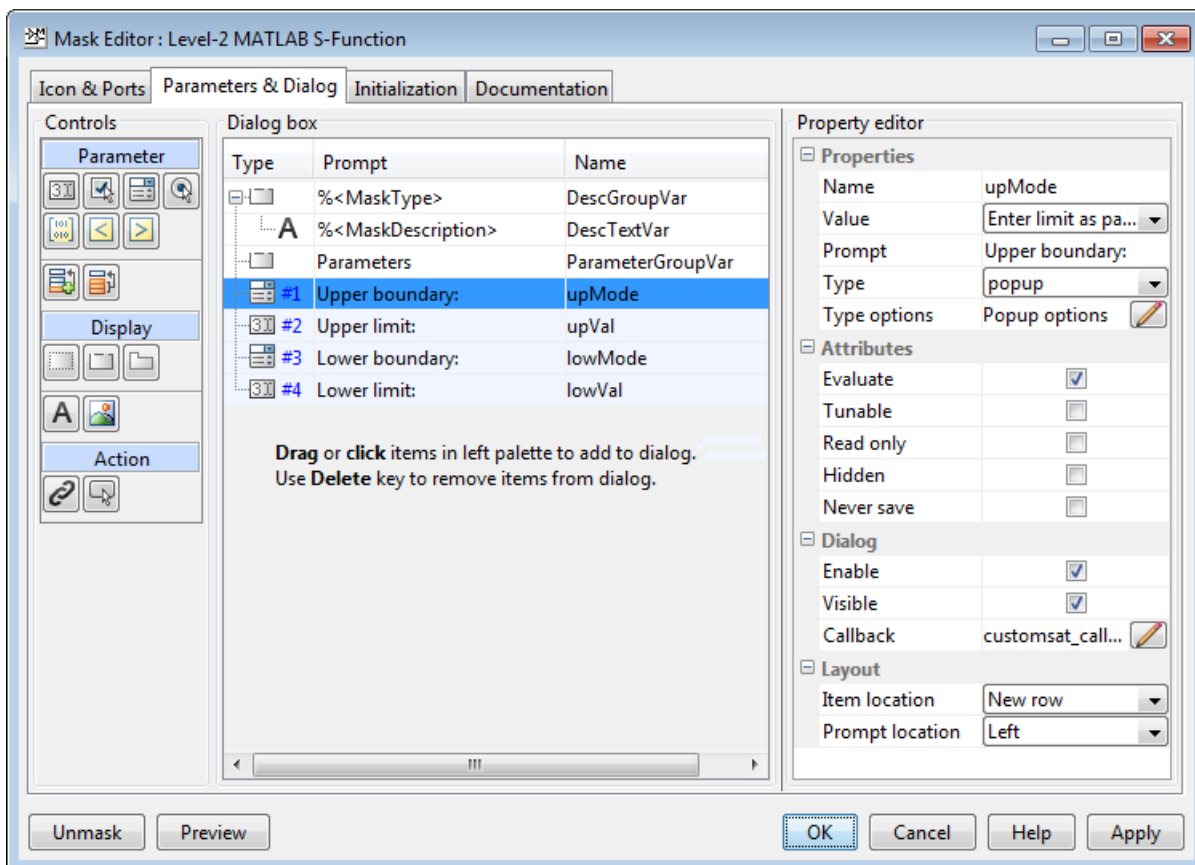 Mask Editor : Level-2 MATLAB S-Function
Icon & Ports Parameters & Dialog Initialization Documentation
Controls
Parameter
Display
A
Action
Dialog box
Type Prompt Name
%<MaskType> DescGroupVar
A %<MaskDescription> DescTextVar
Parameters ParameterGroupVar
#1 Upper boundary: upMode
#2 Upper limit: upVal
#3 Lower boundary: lowMode
#4 Lower limit: lowVal
Drag or click items in left palette to add to dialog.
Use Delete key to remove items from dialog.
Property editor
Properties
Name upMode
Value Enter limit as pa...
Prompt Upper boundary:
Type popup
Type options Popup options
Attributes
Evaluate
Tunable
Read only
Hidden
Never save
Dialog
Enable
Visible
Callback customsat_call...
Layout
Item location New row
Prompt location Left
Unmask Preview OK Cancel Help Apply